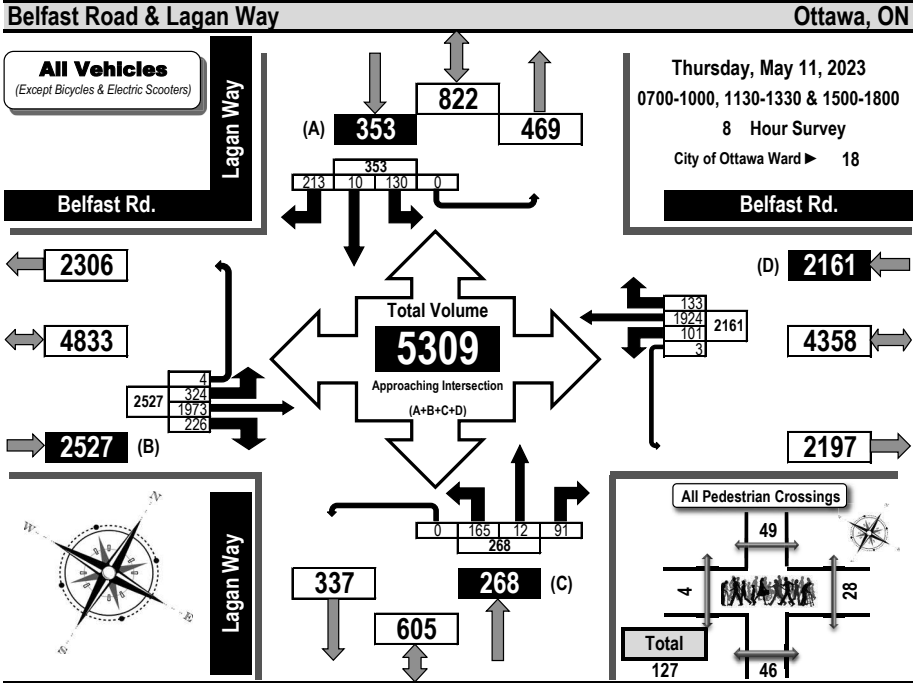 Belfast Road & Lagan Way
Ottawa, ON
All Vehicles
(Except Bicycles & Electric Scooters)
Lagan Way
Belfast Rd.
822
(A) 353
469
353
213 10 130 0
Thursday, May 11, 2023
0700-1000, 1130-1330 & 1500-1800
8 Hour Survey
City of Ottawa Ward ► 18
Belfast Rd.
2306
4833
4
324
1973
226
2527
2527 (B)
Total Volume
5309
Approaching Intersection
(A+B+C+D)
133
1924
101
3
2161
(D) 2161
4358
2197
N
W
E
S
Lagan Way
0 165 12 91
268
337
268 (C)
605
All Pedestrian Crossings
49
4
28
46
Total
127